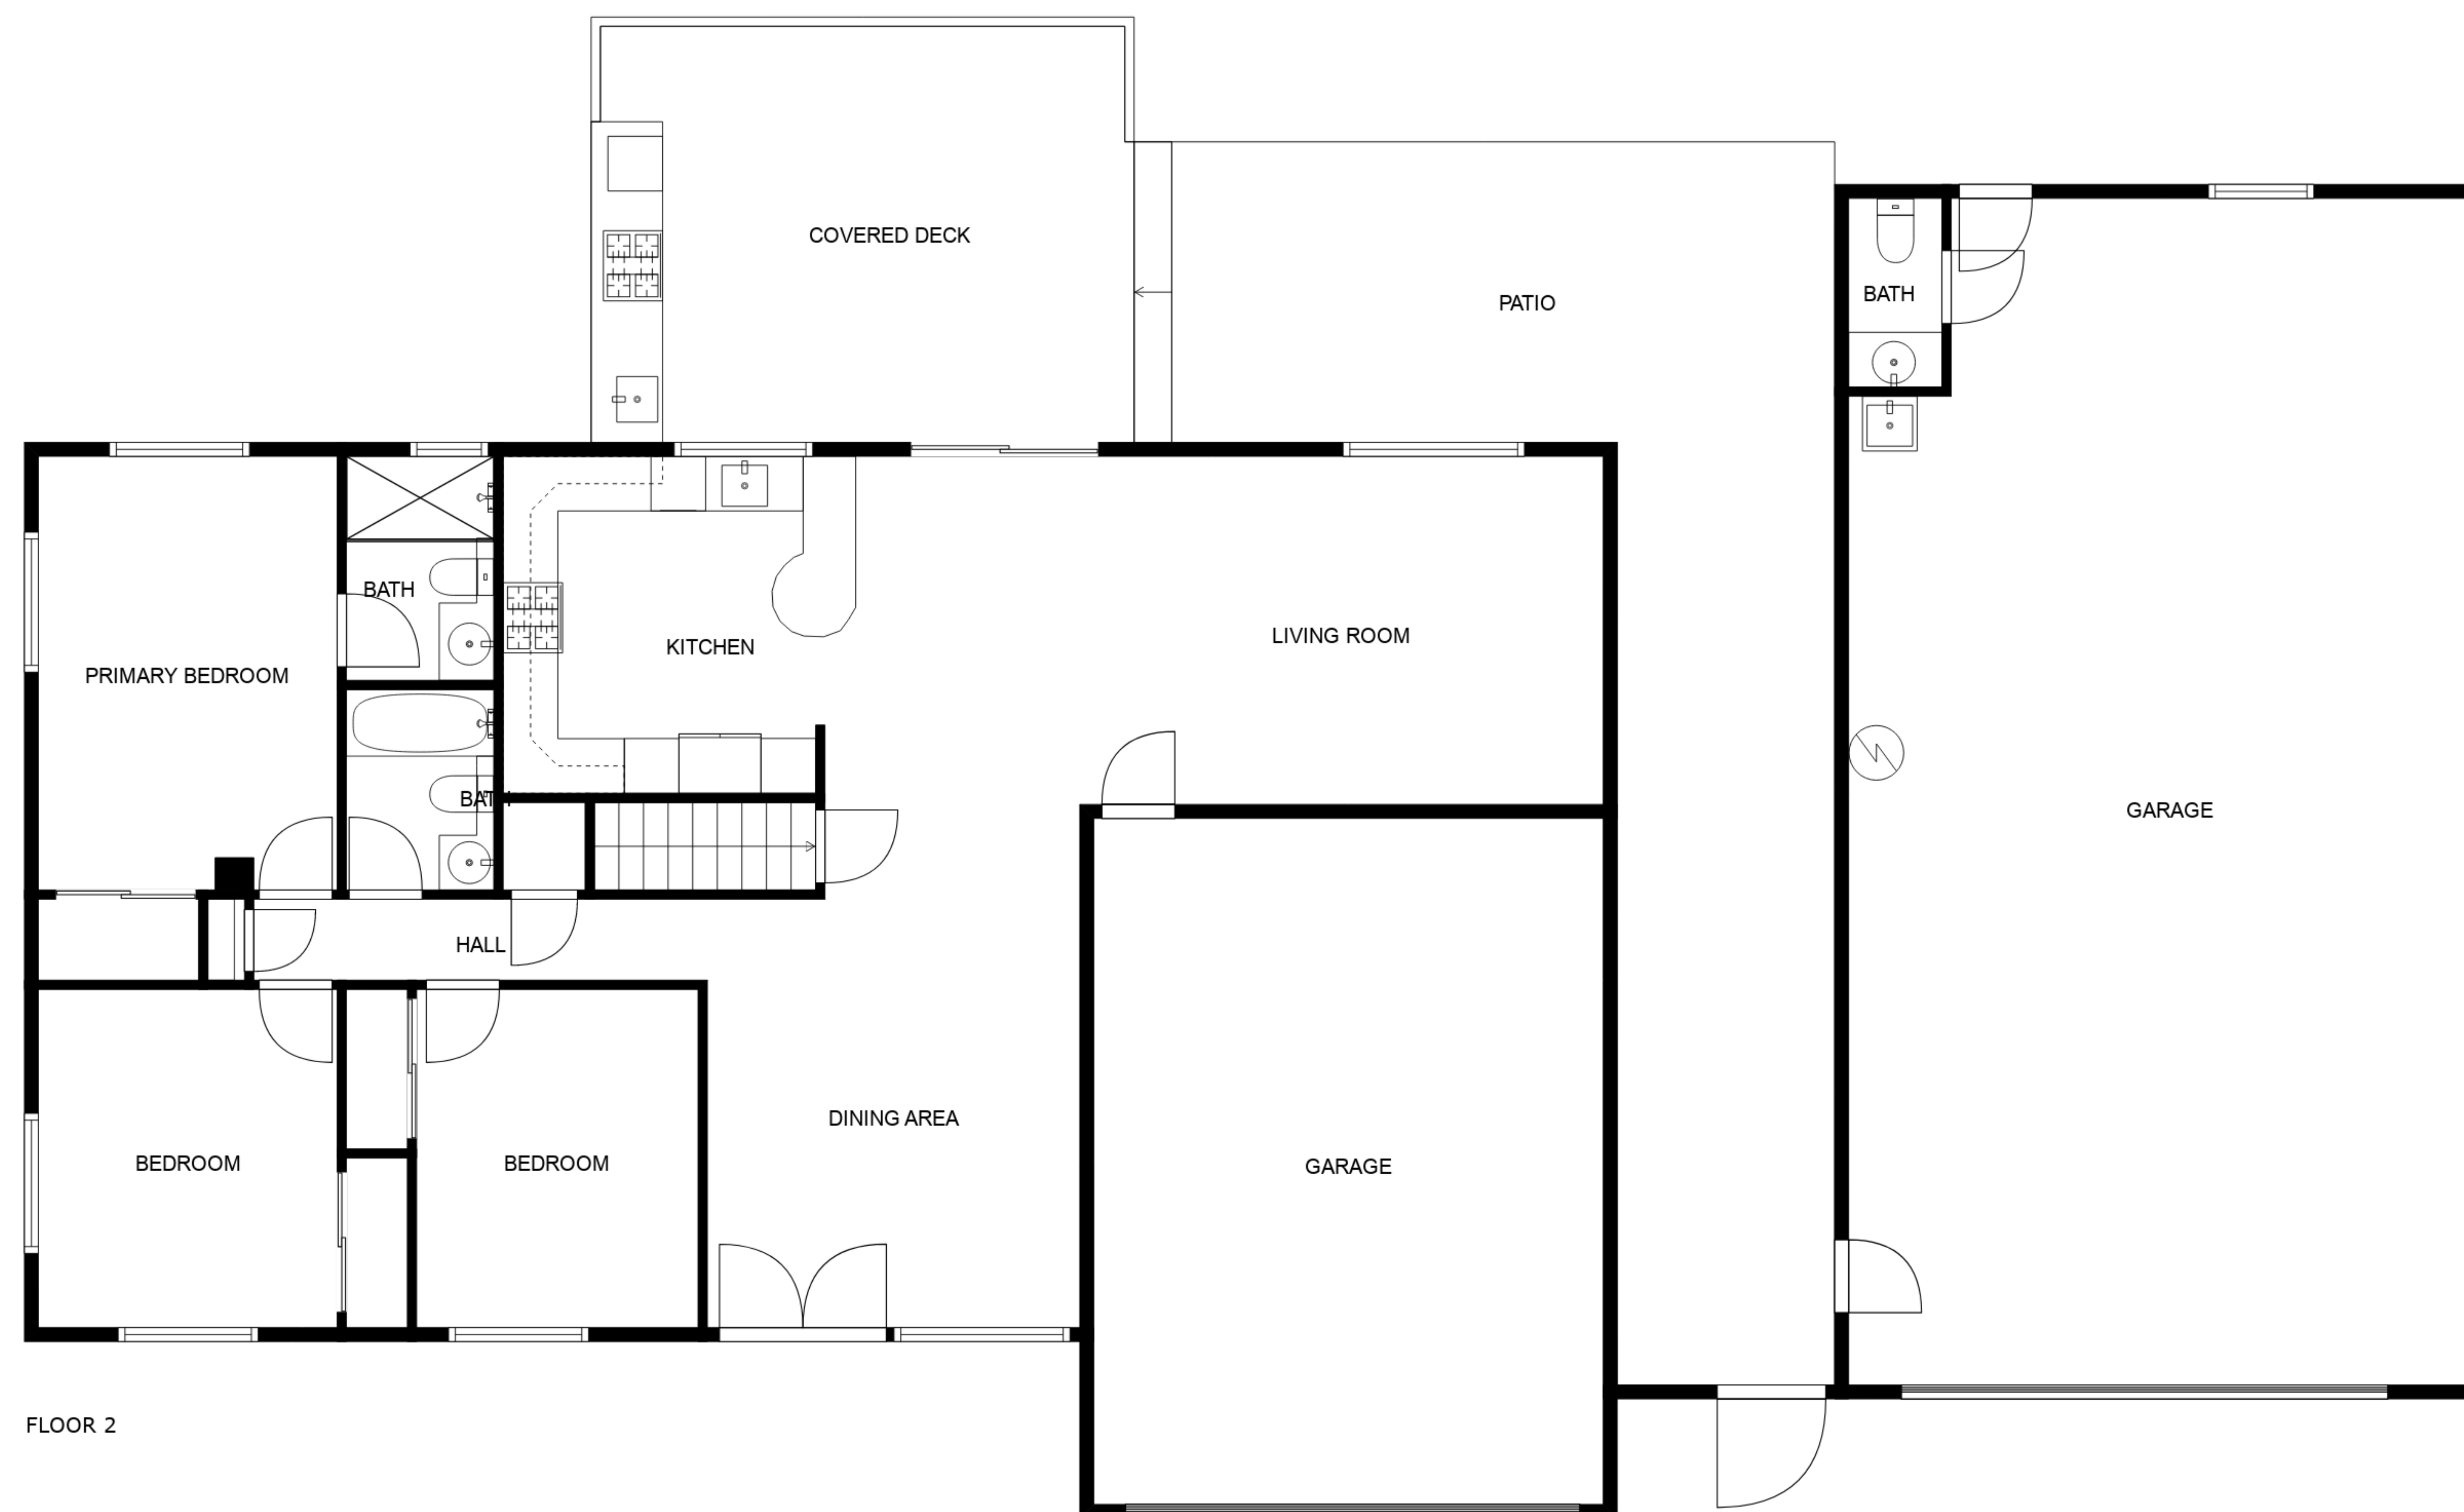 COVERED DECK
PATIO
BATH
BATH
KITCHEN
LIVING ROOM
PRIMARY BEDROOM
BATH
GARAGE
HALL
DINING AREA
BEDROOM
BEDROOM
GARAGE
FLOOR 2